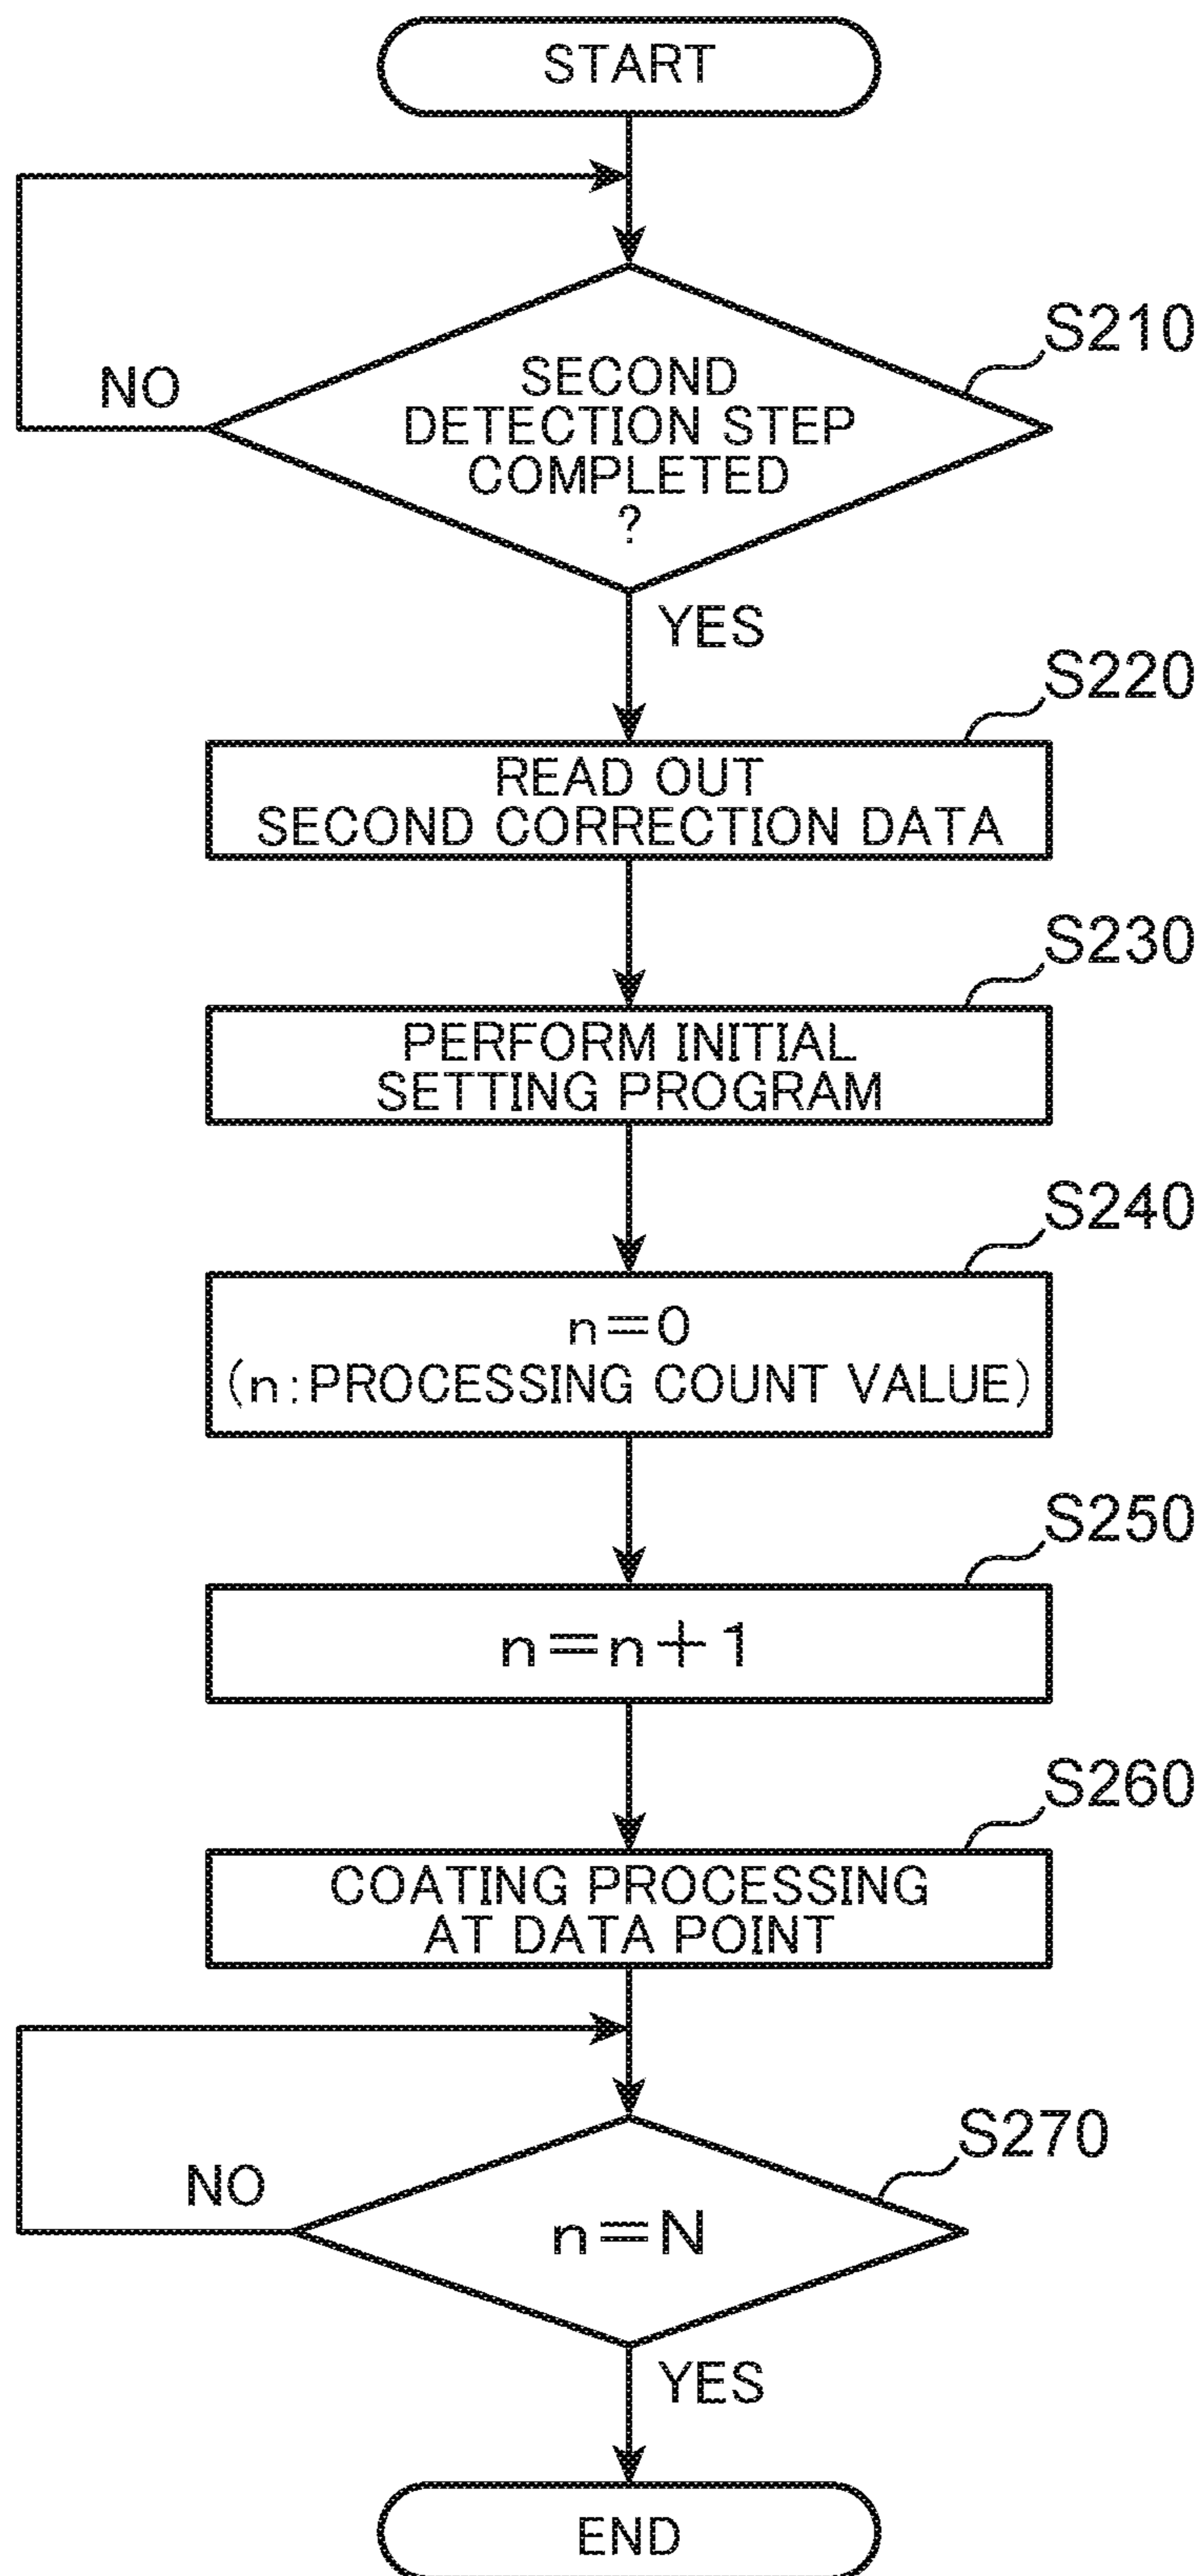 START
S210
NO
SECOND
DETECTION STEP
COMPLETED
?
YES
S220
READ OUT
SECOND CORRECTION DATA
S230
PERFORM INITIAL
SETTING PROGRAM
S240
n=0
(n:PROCESSING COUNT VALUE)
S250
n=n+1
S260
COATING PROCESSING
AT DATA POINT
S270
NO
n=N
YES
END